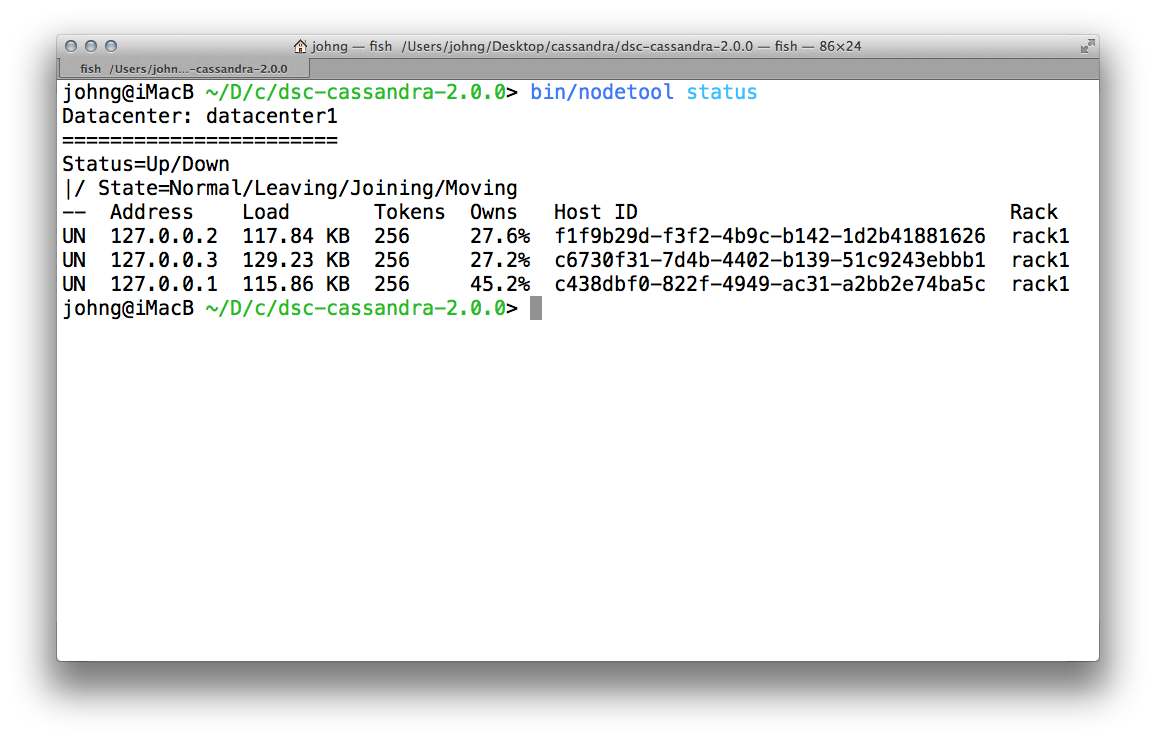 johng — fish /Users/johng/Desktop/cassandra/dsc-cassandra-2.0.0 — fish — 86×24
fish /Users/john...-cassandra-2.0.0
johng@iMacB ~/D/c/dsc-cassandra-2.0.0> bin/nodetool status
Datacenter: datacenter1
=======================
Status=Up/Down
|/ State=Normal/Leaving/Joining/Moving
--  Address    Load       Tokens  Owns   Host ID                               Rack
UN  127.0.0.2  117.84 KB  256     27.6%  f1f9b29d-f3f2-4b9c-b142-1d2b41881626  rack1
UN  127.0.0.3  129.23 KB  256     27.2%  c6730f31-7d4b-4402-b139-51c9243ebbb1  rack1
UN  127.0.0.1  115.86 KB  256     45.2%  c438dbf0-822f-4949-ac31-a2bb2e74ba5c  rack1
johng@iMacB ~/D/c/dsc-cassandra-2.0.0>